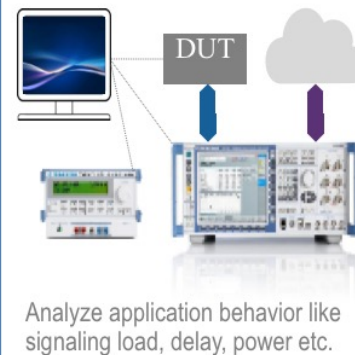 DUT
Analyze application behavior like
signaling load, delay, power etc.